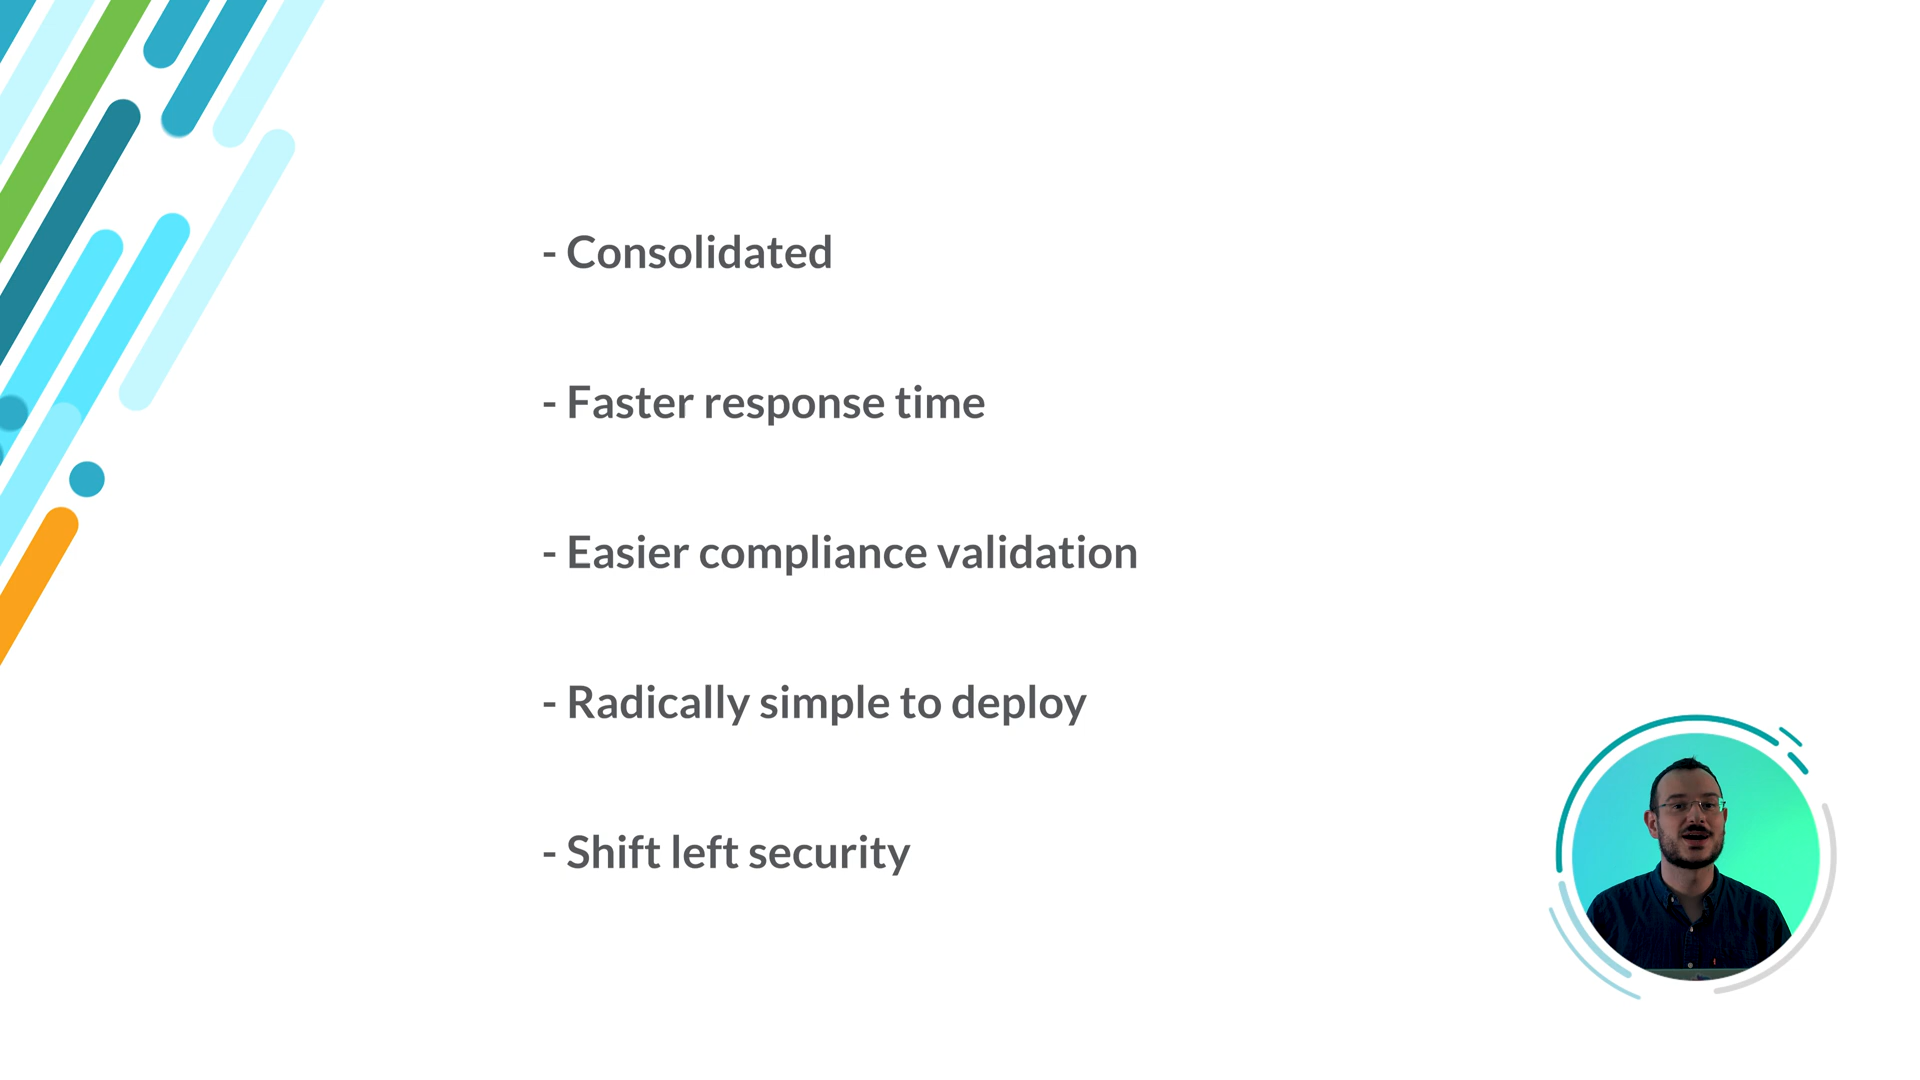 - Consolidated
- Faster response time
- Easier compliance validation
- Radically simple to deploy
- Shift left security